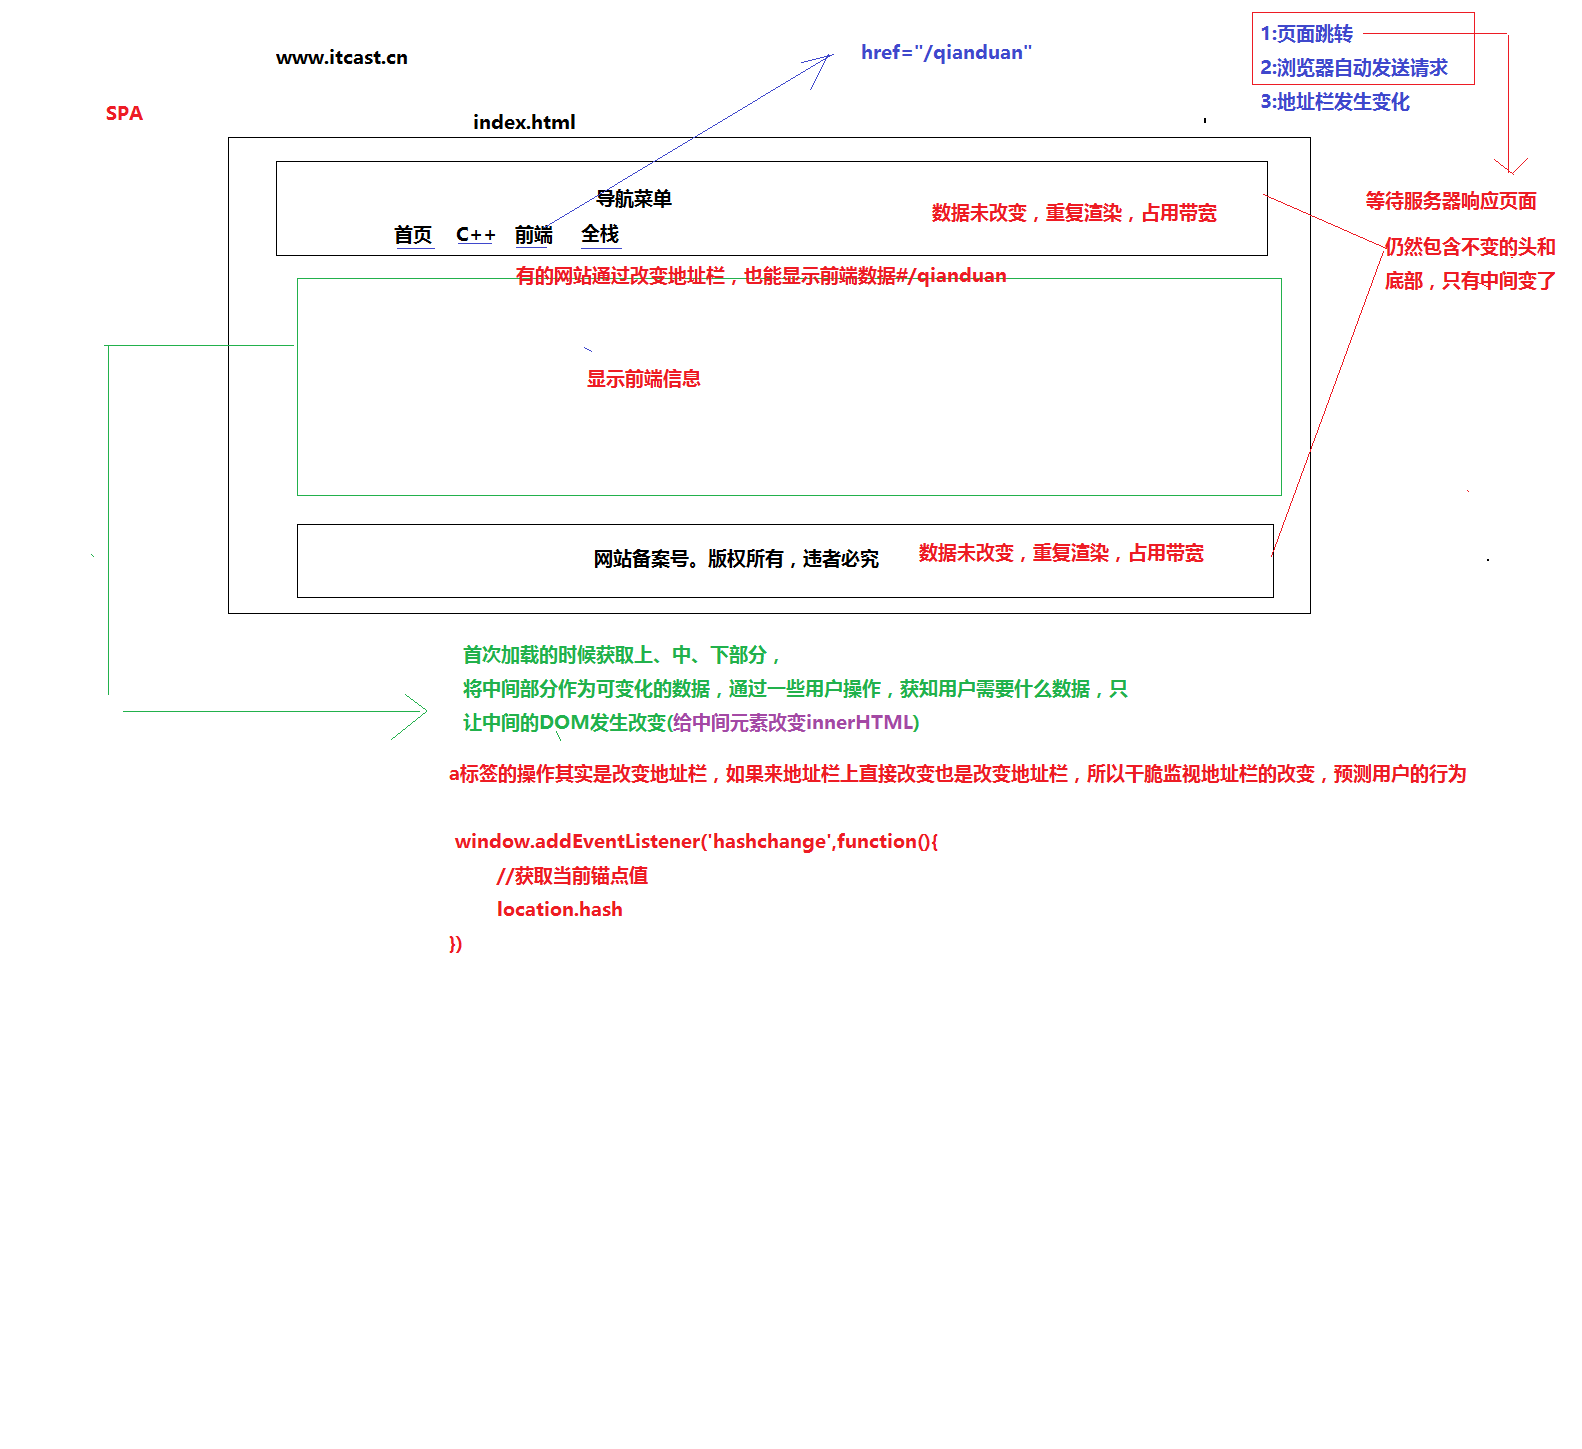 www.itcast.cn
href="/qianduan"
1:页面跳转
2:浏览器自动发送请求
3:地址栏发生变化
SPA
index.html
导航菜单
首页 C++ 前端 全栈
数据未改变，重复渲染，占用带宽
等待服务器响应页面
仍然包含不变的头和
底部，只有中间变了
有的网站通过改变地址栏，也能显示前端数据#/qianduan
显示前端信息
网站备案号。版权所有，违者必究
数据未改变，重复渲染，占用带宽
首次加载的时候获取上、中、下部分，
将中间部分作为可变化的数据，通过一些用户操作，获知用户需要什么数据，只
让中间的DOM发生改变(给中间元素改变innerHTML)
a标签的操作其实是改变地址栏，如果来地址栏上直接改变也是改变地址栏，所以干脆监视地址栏的改变，预测用户的行为
window.addEventListener('hashchange',function(){
//获取当前锚点值
location.hash
})